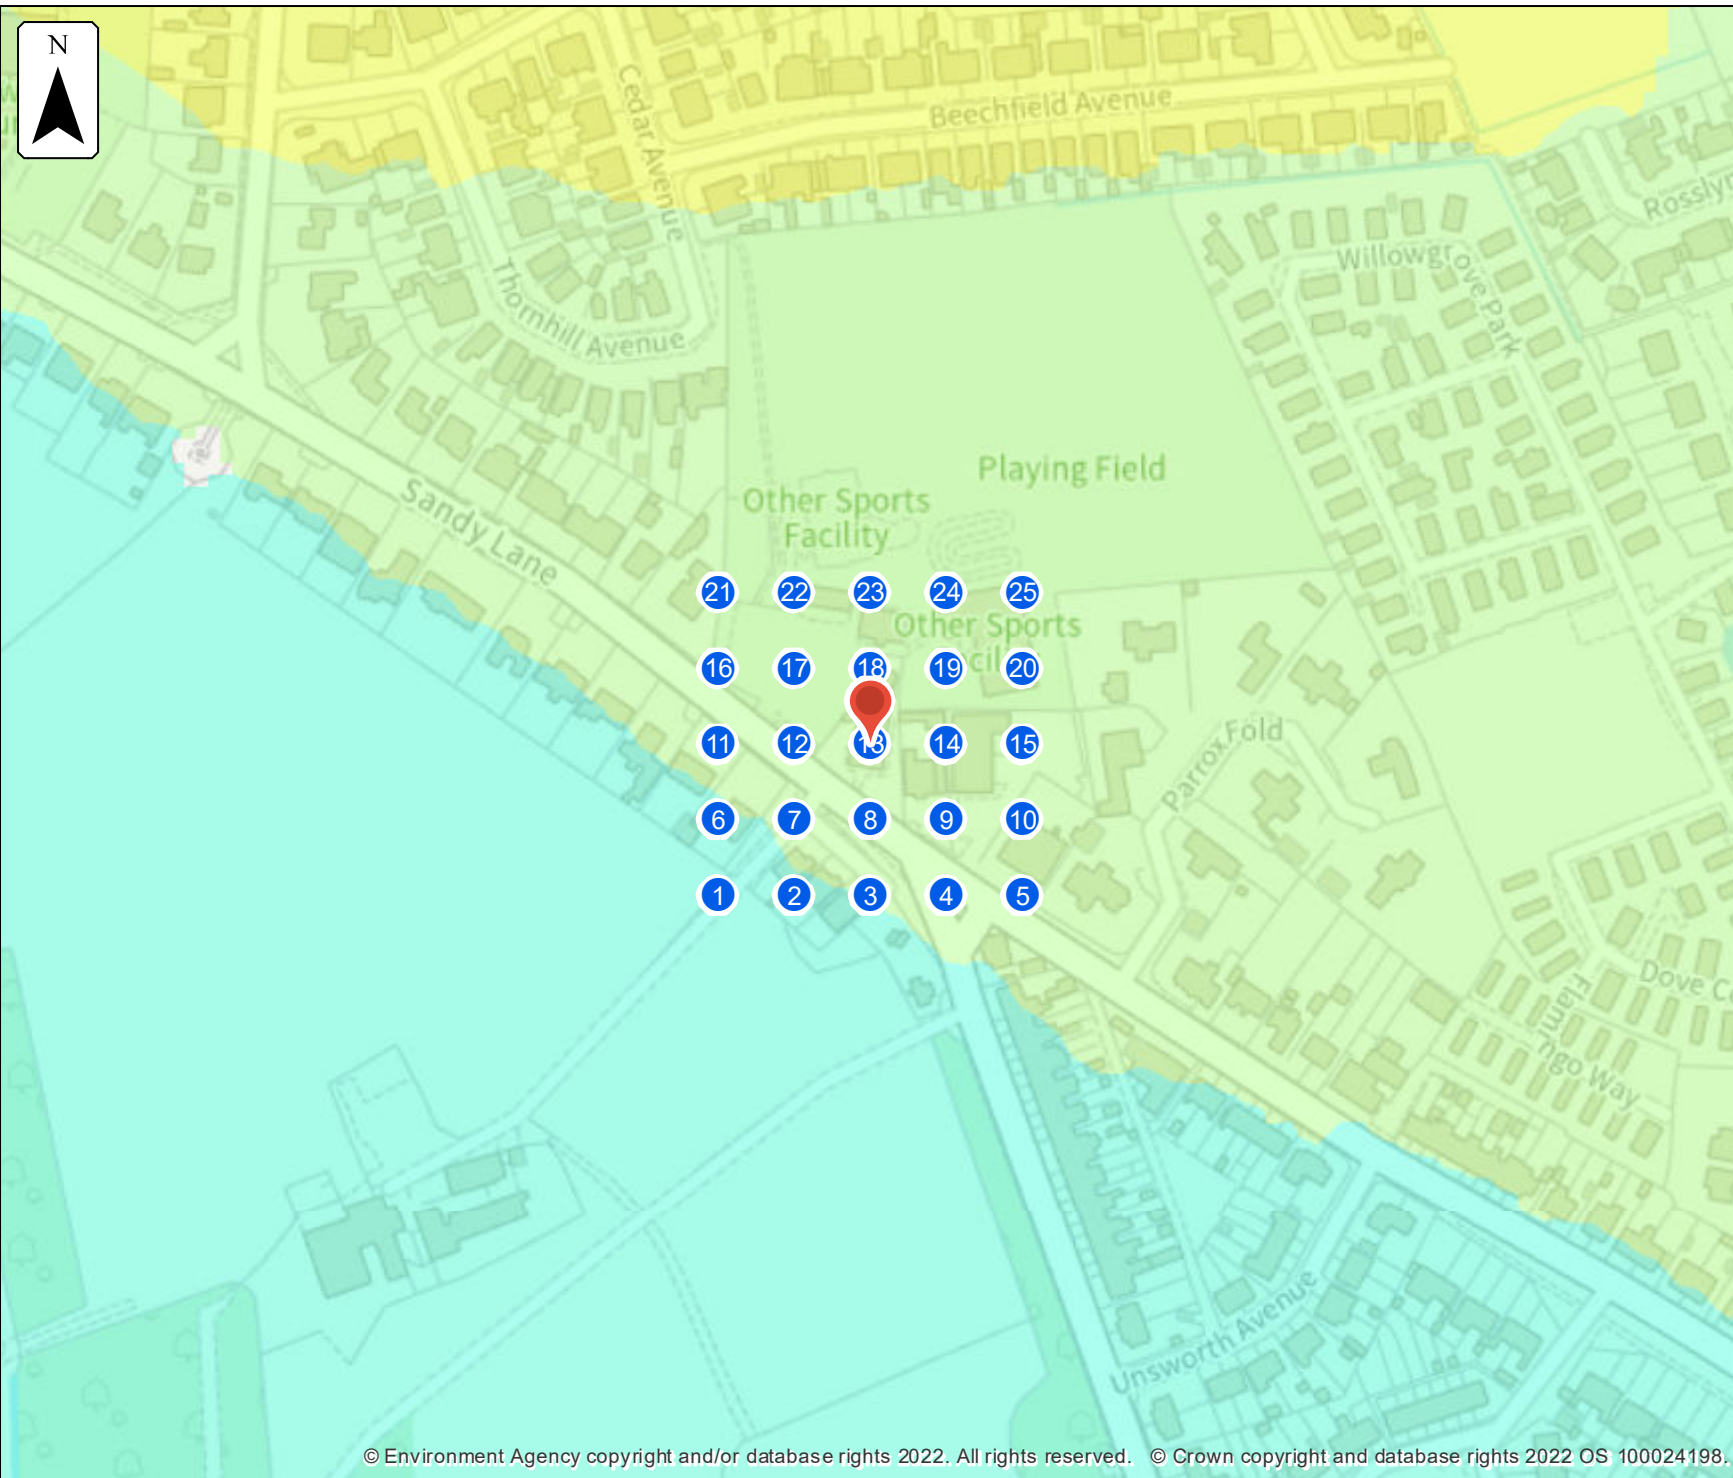 N
Cedar Avenue
Beechfield Avenue
Rossly
Willowgrove Park
Thornhill Avenue
Playing Field
Other Sports
Facility
Sandy Lane
21 22 23 24 25
Other Sports
16 17 18 19 20
11 12 13 14 15
Parrox Fold
6 7 8 9 10
1 2 3 4 5
Dove C
Flamingo Way
Unsworth Avenue
© Environment Agency copyright and/or database rights 2022. All rights reserved. © Crown copyright and database rights 2022 OS 100024198.